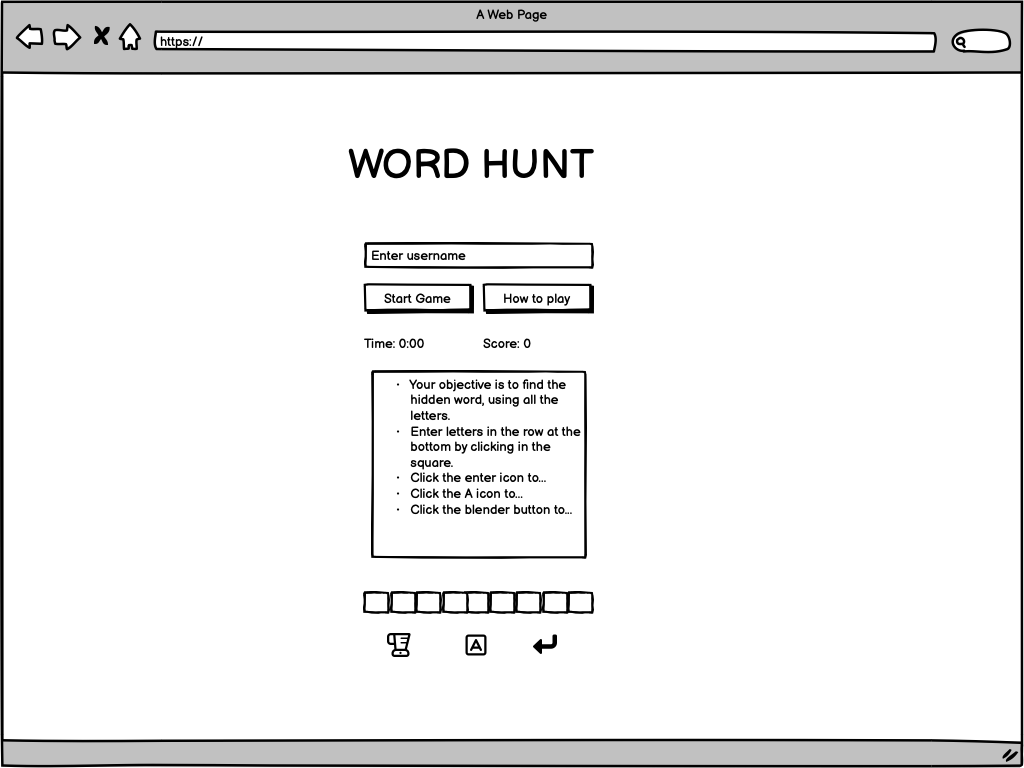 A Web Page
https://
WORD HUNT
Enter username
Start Game
How to play
Time: 0:00
Score: 0
• Your objective is to find the
hidden word, using all the
letters.
• Enter letters in the row at the
bottom by clicking in the
square.
• Click the enter icon to...
• Click the A icon to...
• Click the blender button to...
A